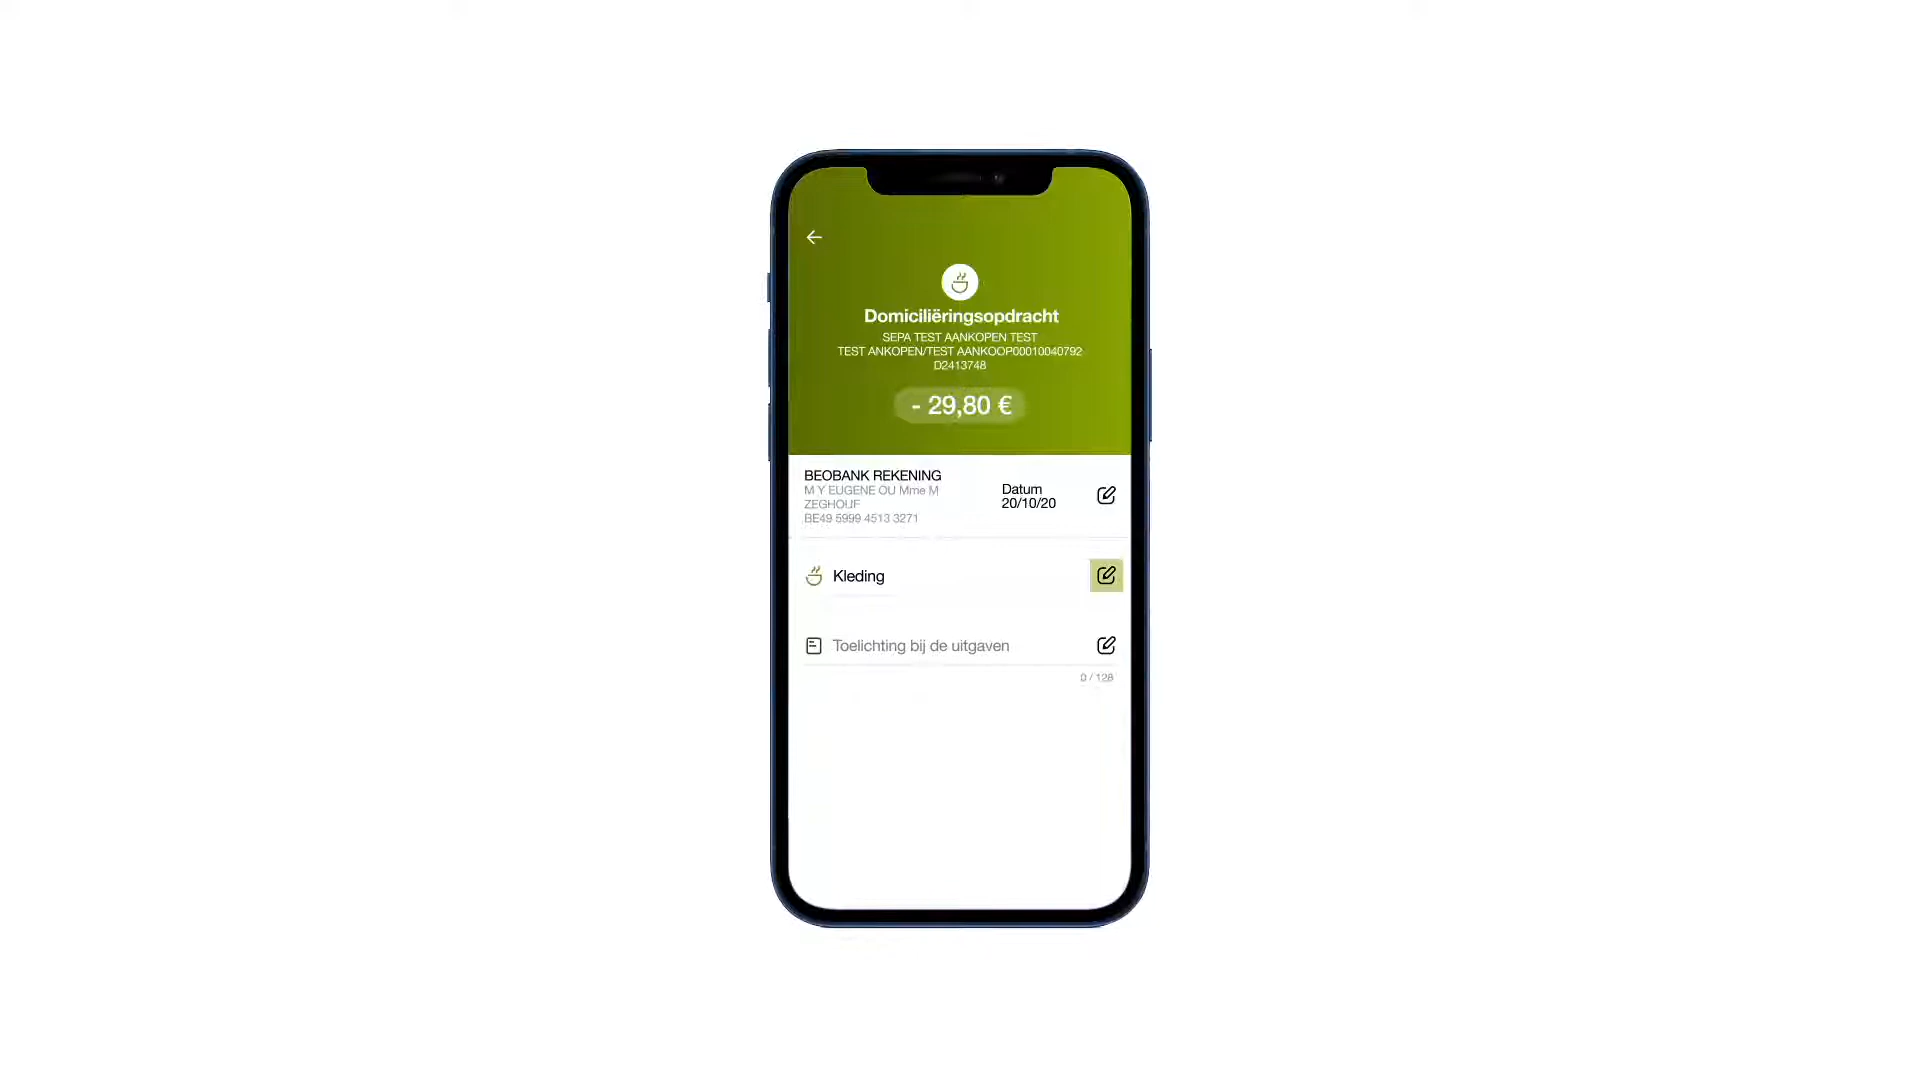 Domiciliëringsopdracht
SEPA TEST AANKOPEN TEST
TEST ANKOPEN/TEST AANKOOP00010040792
D2413748
- 29,80 €
BEOBANK REKENING
M Y EUGENE OU Mme M
ZEGHOUF
BE49 5999 4513 3271
Datum
20/10/20
Kleding
Toelichting bij de uitgaven
0 / 128